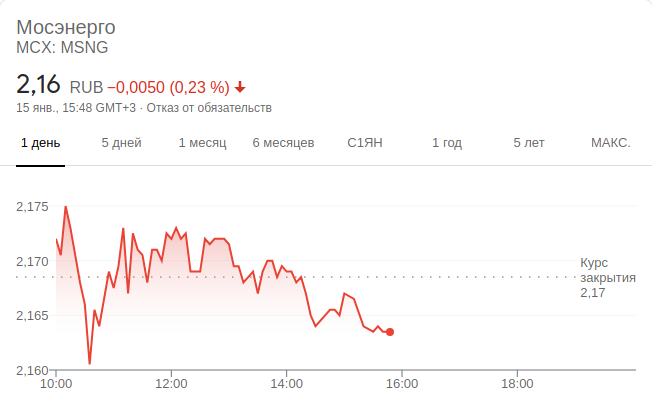 Мосэнерго
MCX: MSNG
2,16 RUB −0,0050 (0,23 %)
15 янв., 15:48 GMT+3 · Отказ от обязательств
1 день 5 дней 1 месяц 6 месяцев С1ЯН 1 год 5 лет МАКС.
2,175
2,170
Курс
закрытия
2,17
2,165
2,160
10:00 12:00 14:00 16:00 18:00